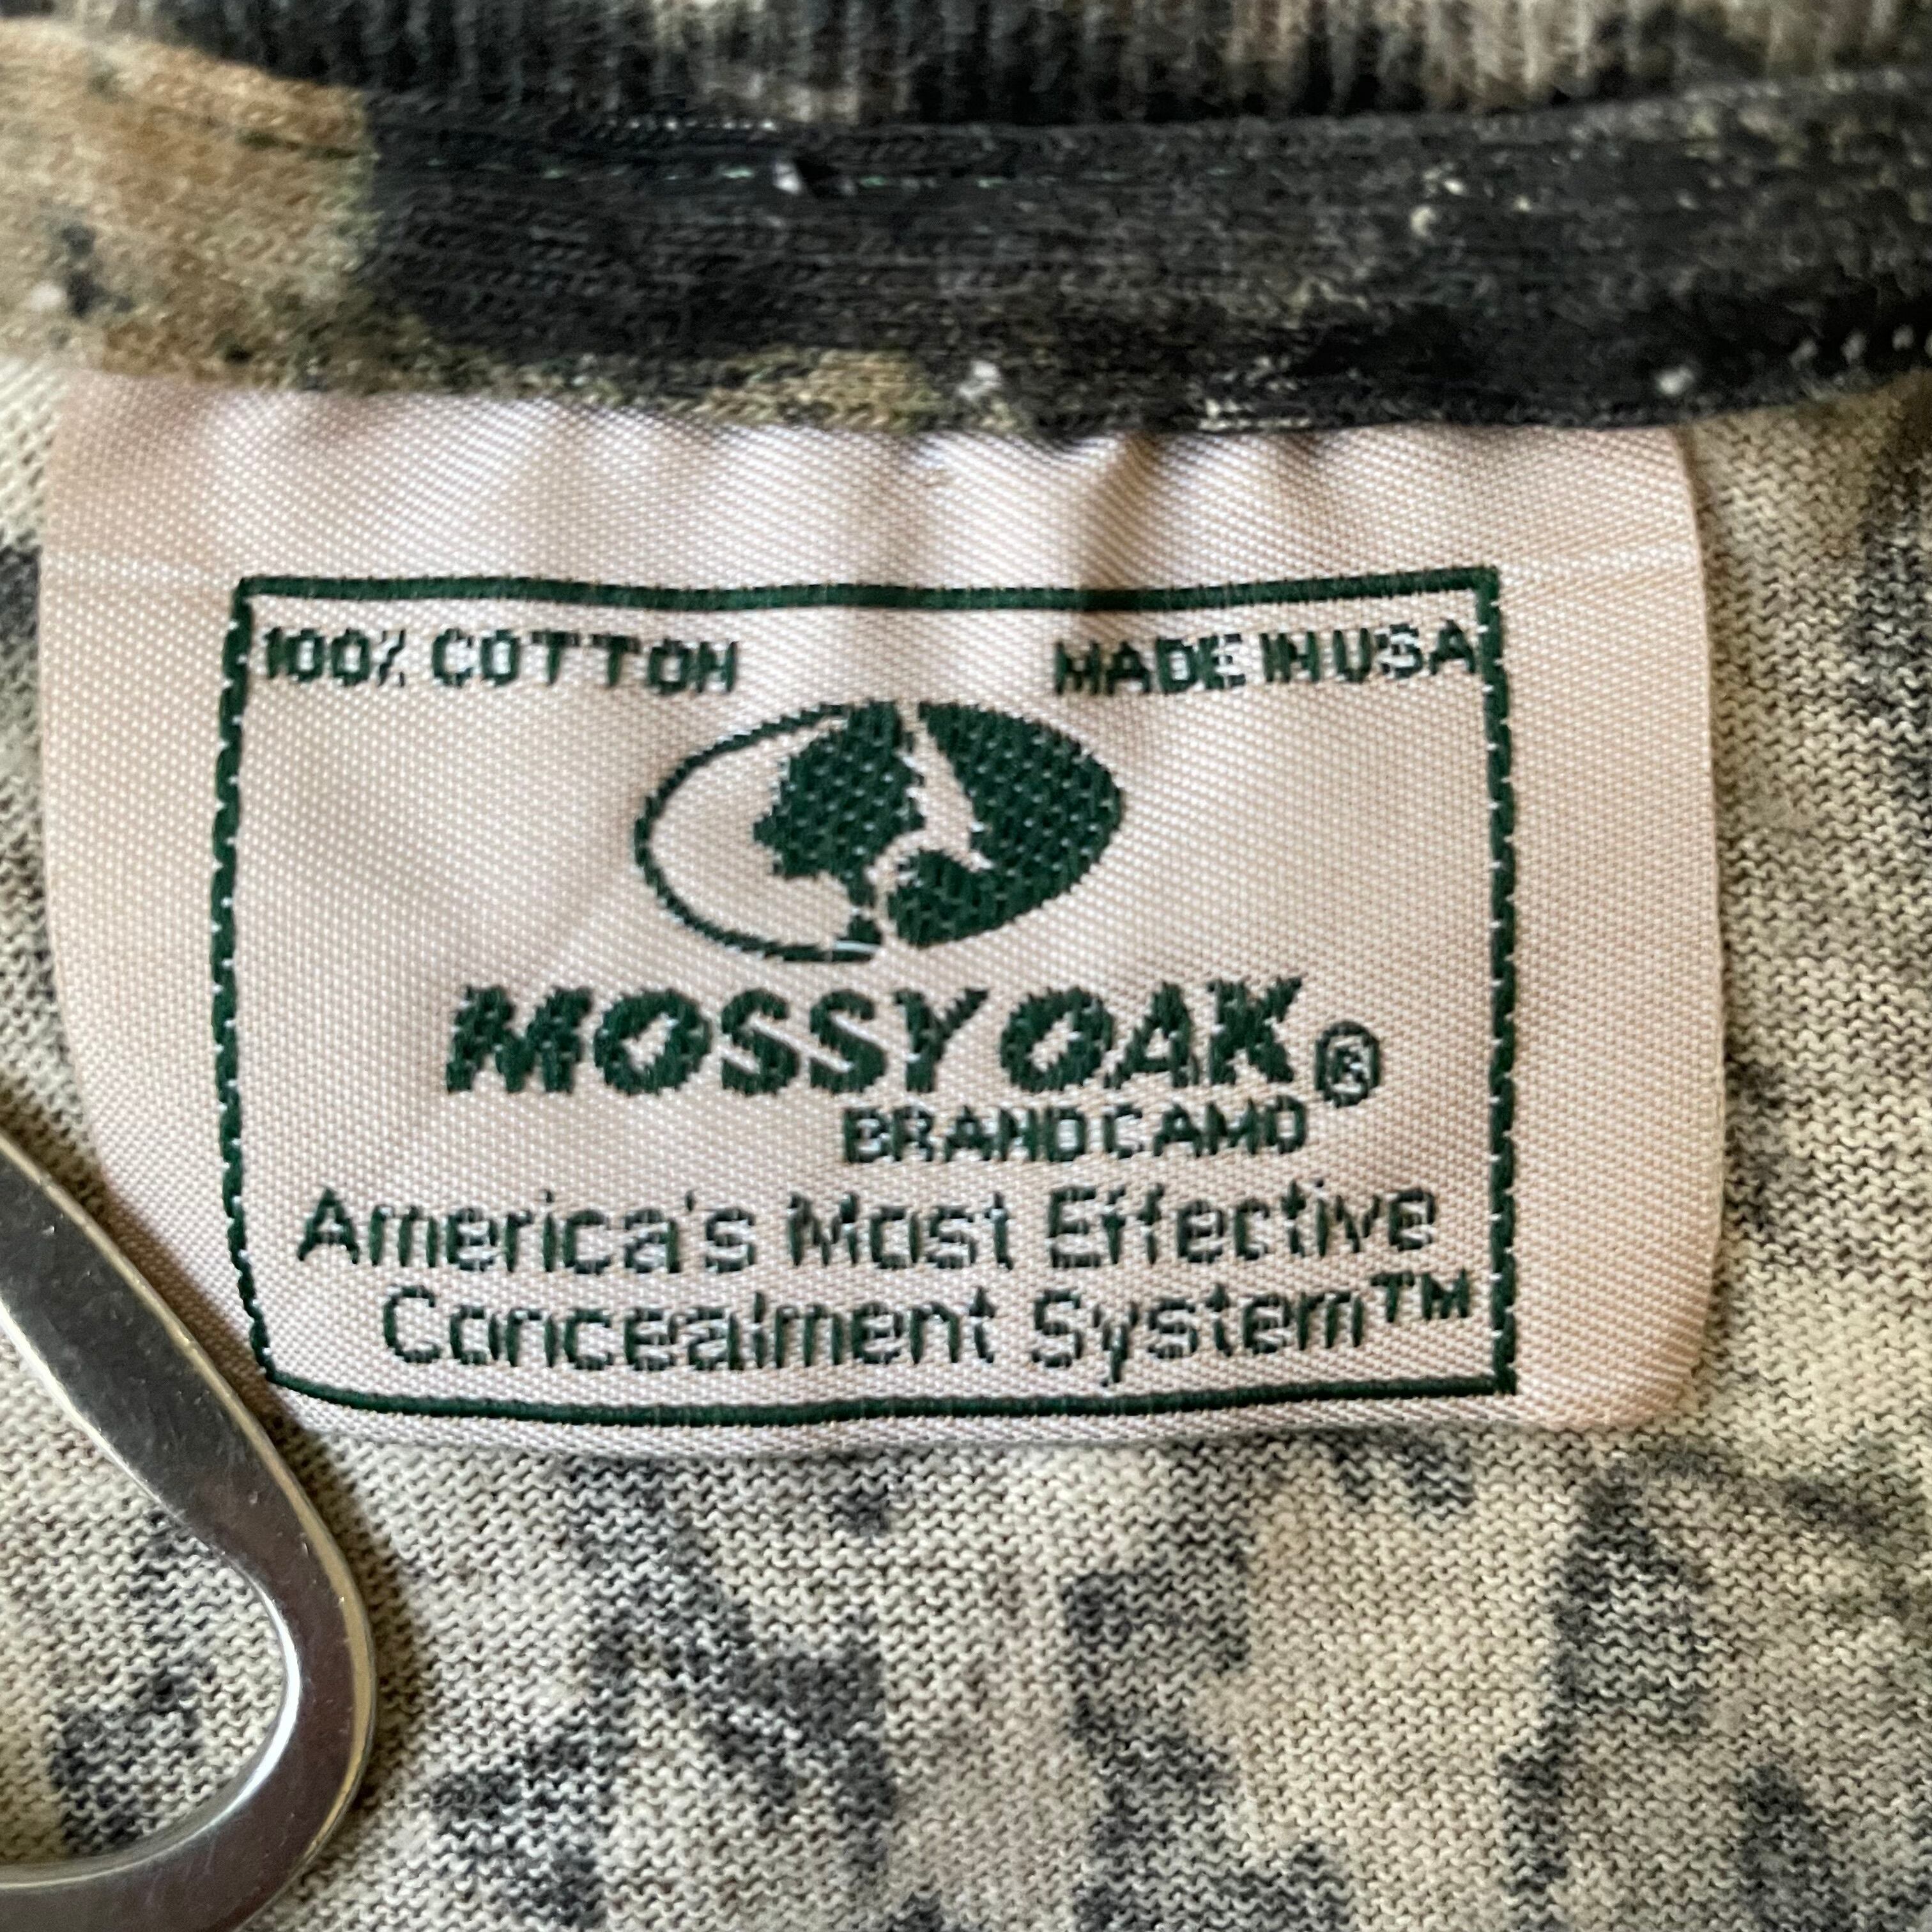 100% COTTON MADE IN USA
MOSSY OAK®
BRAND CAMO
America's Most Effective
Concealment System™